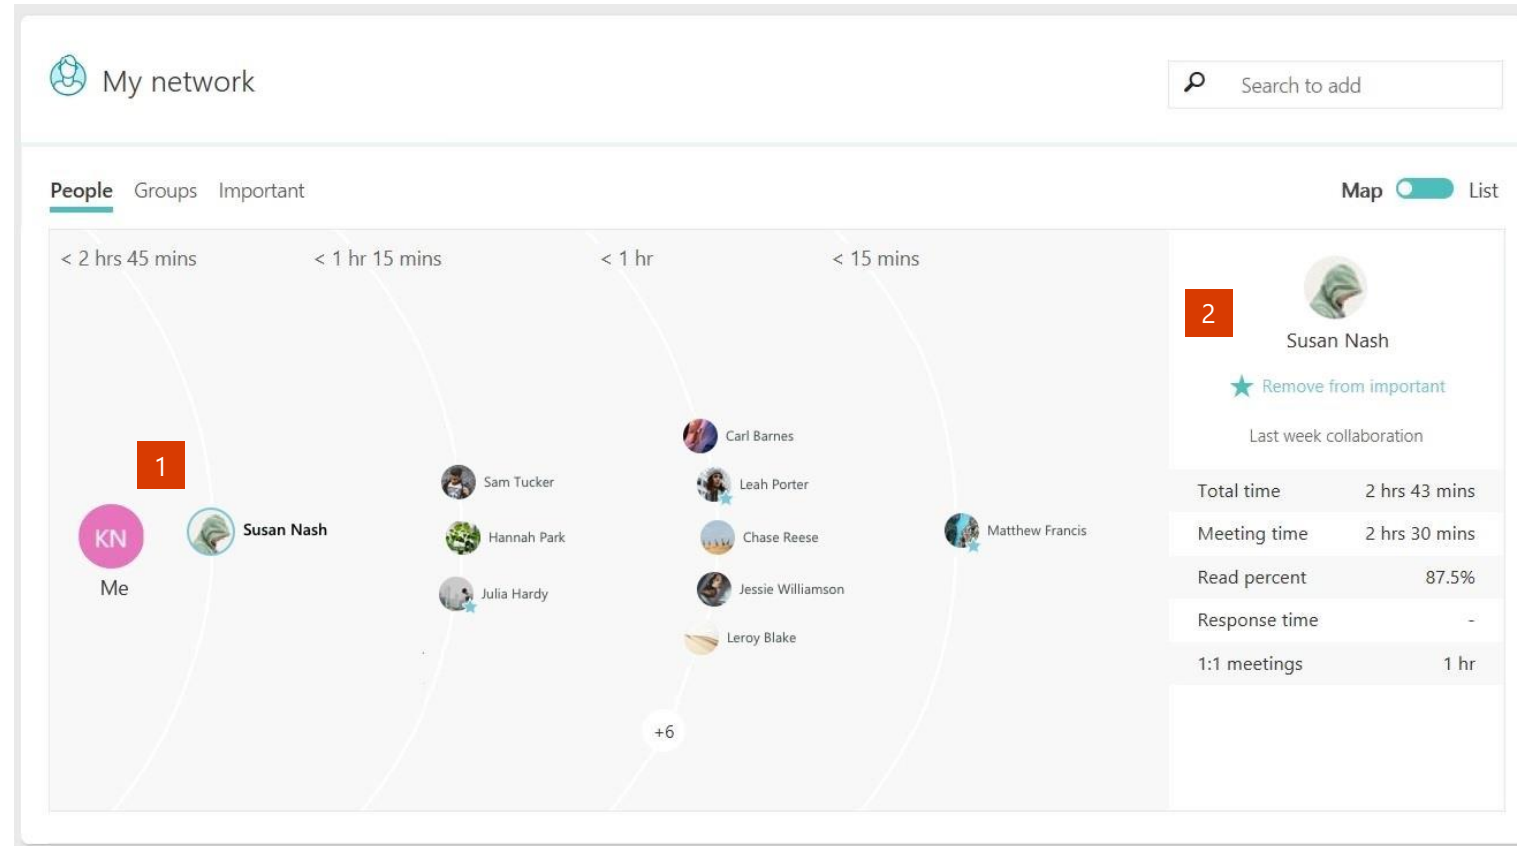 My network
Search to add
People Groups Important
Map List
< 2 hrs 45 mins < 1 hr 15 mins < 1 hr < 15 mins
1
KN
Me
Susan Nash
Sam Tucker
Hannah Park
Julia Hardy
Carl Barnes
Leah Porter
Chase Reese
Jessie Williamson
Leroy Blake
+6
Matthew Francis
2
Susan Nash
Remove from important
Last week collaboration
Total time 2 hrs 43 mins
Meeting time 2 hrs 30 mins
Read percent 87.5%
Response time -
1:1 meetings 1 hr